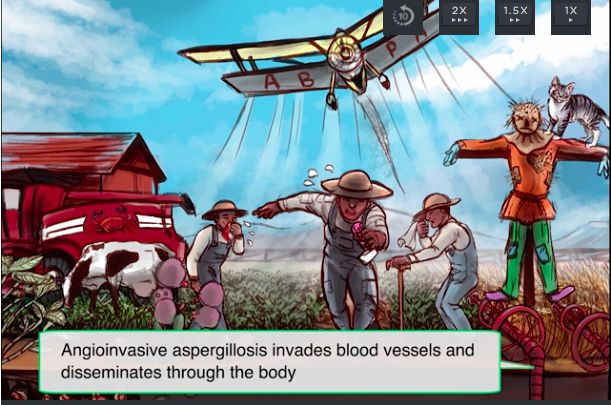 10
2X
1.5X
1X
A B P A
Angioinvasive aspergillosis invades blood vessels and
disseminates through the body